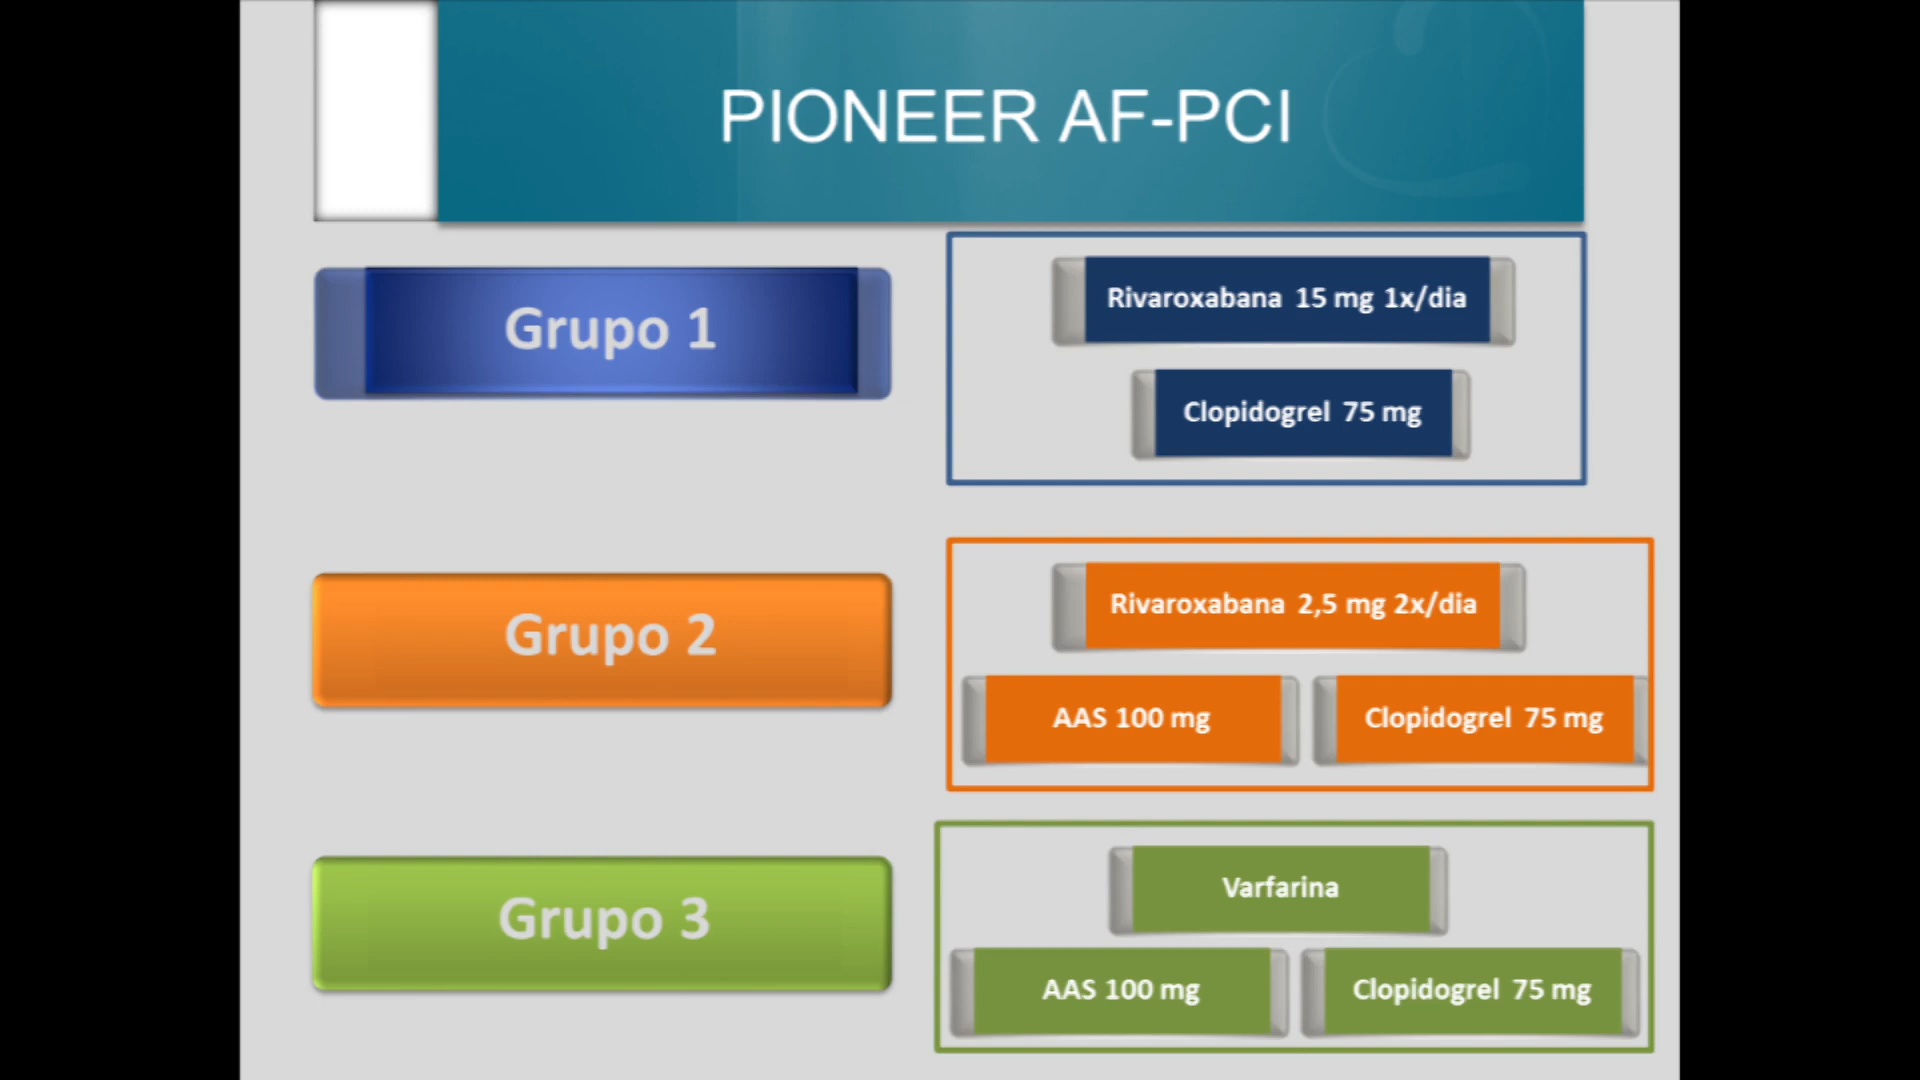 PIONEER AF-PCI
Grupo 1
Rivaroxabana 15 mg 1x/dia
Clopidogrel 75 mg
Grupo 2
Rivaroxabana 2,5 mg 2x/dia
AAS 100 mg
Clopidogrel 75 mg
Grupo 3
Varfarina
AAS 100 mg
Clopidogrel 75 mg